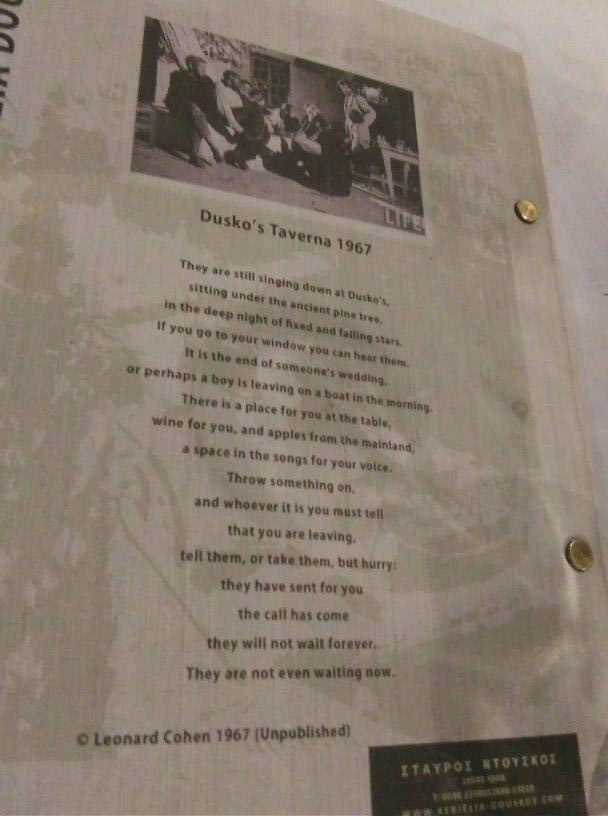 LIFE
Dusko's Taverna 1967
They are still singing down at Dusko's,
sitting under the ancient pine tree,
in the deep night of fixed and falling stars.
If you go to your window you can hear them.
It is the end of someone's wedding,
or perhaps a boy is leaving on a boat in the morning.
There is a place for you at the table,
wine for you, and apples from the mainland,
a space in the songs for your voice.
Throw something on,
and whoever it is you must tell
that you are leaving,
tell them, or take them, but hurry:
they have sent for you
the call has come
they will not wait forever.
They are not even waiting now.
© Leonard Cohen 1967 (Unpublished)
ΣΤΑΥΡΟΣ ΝΤΟΥΣΚΟΣ